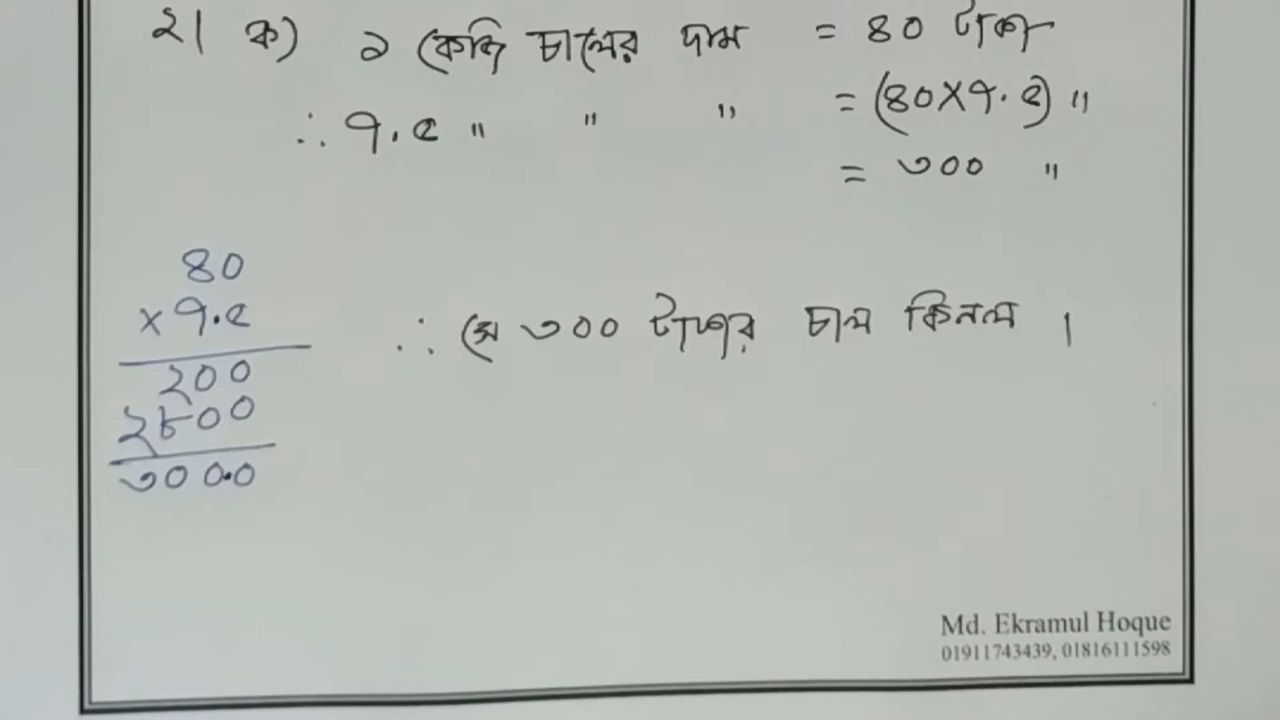 ২। ক) ১ কেজি চালের দাম = ৪০ টাকা
∴ ৭.৫ " " " = (৪০×৭.৫) "
= ৩০০ "
৪০
× ৭.৫
২০০
২৮০০
৩০০.০
∴ সে ৩০০ টাকার চাল কিনল ।
Md. Ekramul Hoque
01911743439, 01816111598